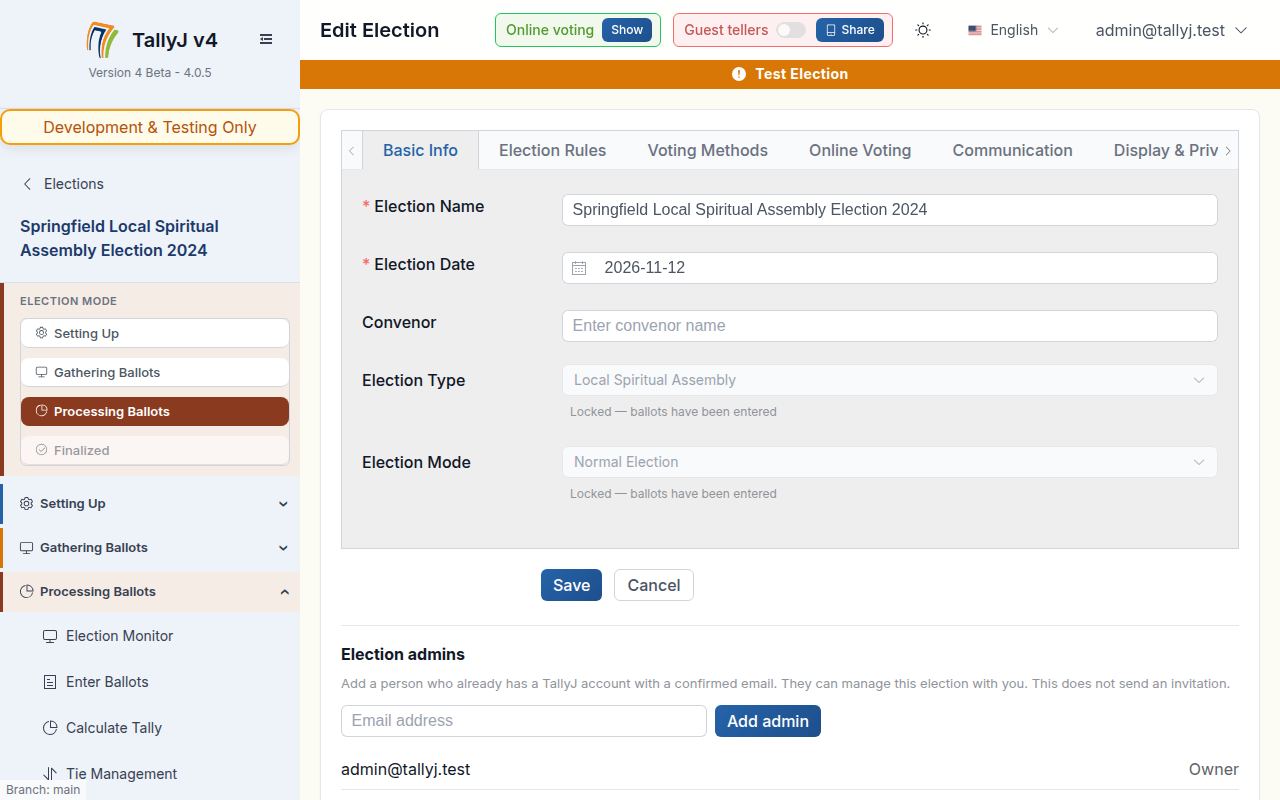 TallyJ v4
Version 4 Beta - 4.0.5
Development & Testing Only
Elections
Springfield Local Spiritual
Assembly Election 2024
ELECTION MODE
Setting Up
Gathering Ballots
Processing Ballots
Finalized
Setting Up
Gathering Ballots
Processing Ballots
Election Monitor
Enter Ballots
Calculate Tally
Tie Management
Branch: main
Edit Election
Online voting
Show
Guest tellers
Share
English
admin@tallyj.test
Test Election
Basic Info
Election Rules
Voting Methods
Online Voting
Communication
Display & Priv
* Election Name
Springfield Local Spiritual Assembly Election 2024
* Election Date
2026-11-12
Convenor
Enter convenor name
Election Type
Local Spiritual Assembly
Locked — ballots have been entered
Election Mode
Normal Election
Locked — ballots have been entered
Save
Cancel
Election admins
Add a person who already has a TallyJ account with a confirmed email. They can manage this election with you. This does not send an invitation.
Email address
Add admin
admin@tallyj.test
Owner